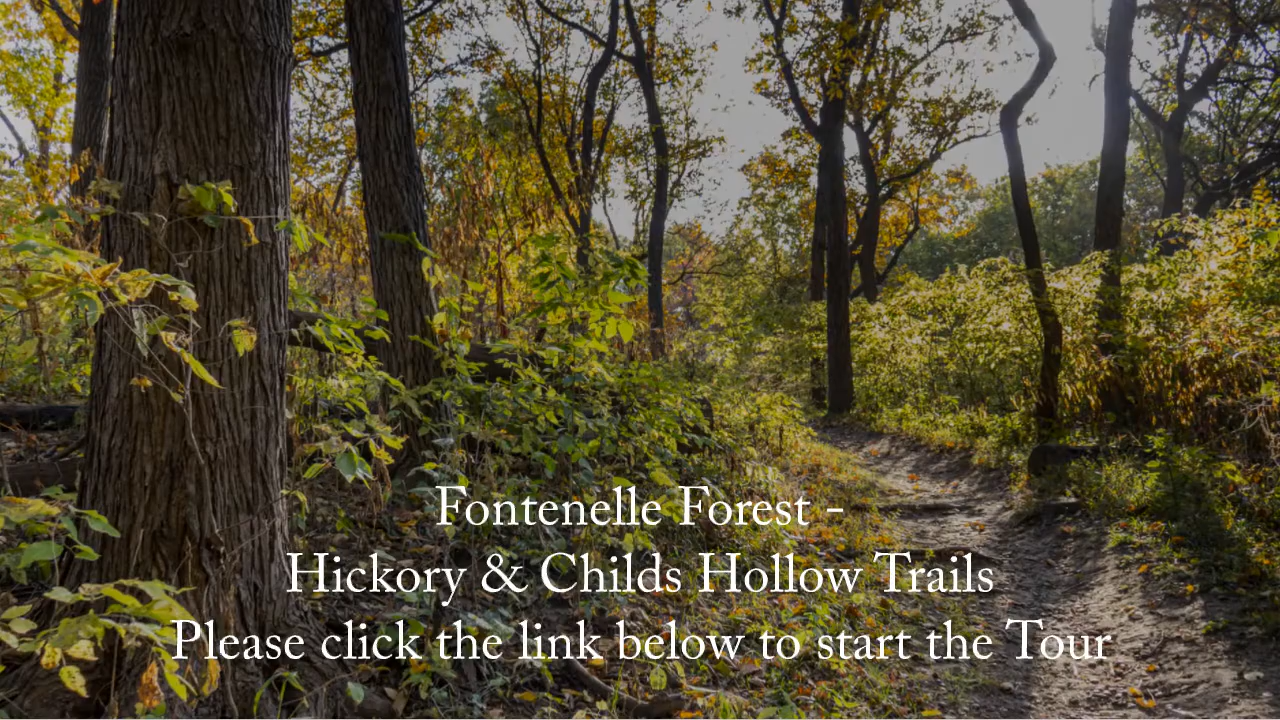 Fontenelle Forest -
Hickory & Childs Hollow Trails
Please click the link below to start the Tour